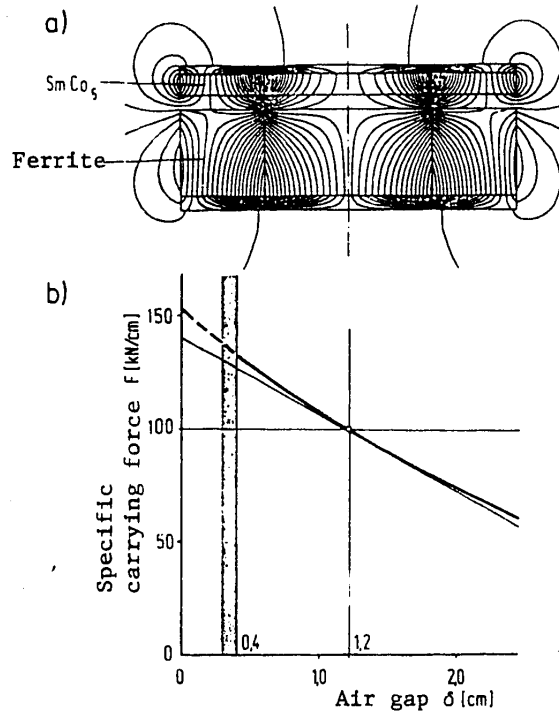 a)
SmCo₅
Ferrite
b)
Specific
carrying force F [kN/cm]
150
100
50
0
0,4
1,2
0
1,0
2,0
Air gap δ [cm]